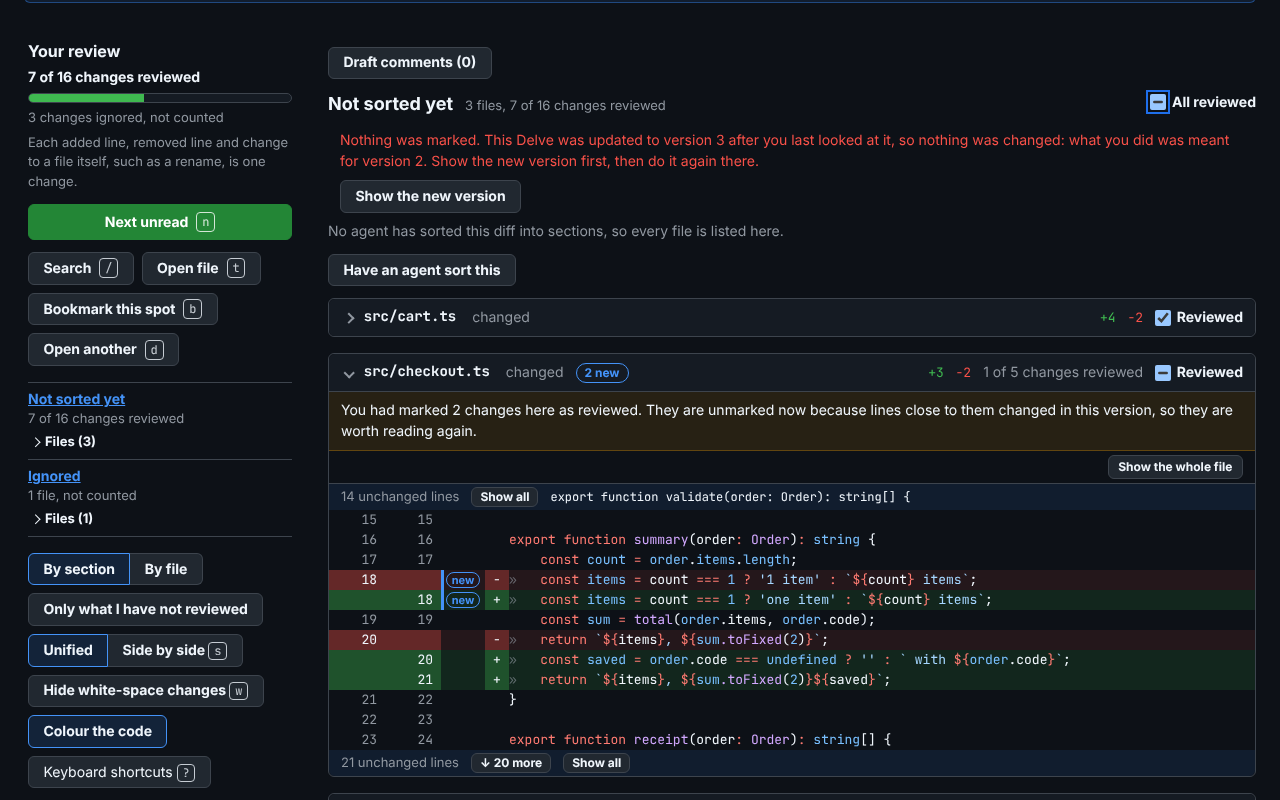 Your review
7 of 16 changes reviewed
3 changes ignored, not counted
Each added line, removed line and change
to a file itself, such as a rename, is one
change.
Next unread n
Search /
Open file t
Bookmark this spot b
Open another d
Not sorted yet
7 of 16 changes reviewed
Files (3)
Ignored
1 file, not counted
Files (1)
By section
By file
Only what I have not reviewed
Unified
Side by side s
Hide white-space changes w
Colour the code
Keyboard shortcuts ?
Draft comments (0)
Not sorted yet 3 files, 7 of 16 changes reviewed
All reviewed
Nothing was marked. This Delve was updated to version 3 after you last looked at it, so nothing was changed: what you did was meant
for version 2. Show the new version first, then do it again there.
Show the new version
No agent has sorted this diff into sections, so every file is listed here.
Have an agent sort this
src/cart.ts changed +4 -2 Reviewed
src/checkout.ts changed 2 new +3 -2 1 of 5 changes reviewed Reviewed
You had marked 2 changes here as reviewed. They are unmarked now because lines close to them changed in this version, so they are
worth reading again.
Show the whole file
14 unchanged lines Show all export function validate(order: Order): string[] {
15 15
16 16 export function summary(order: Order): string {
17 17 const count = order.items.length;
18 new - » const items = count === 1 ? '1 item' : `${count} items`;
18 new + » const items = count === 1 ? 'one item' : `${count} items`;
19 19 const sum = total(order.items, order.code);
20 - » return `${items}, ${sum.toFixed(2)}`;
20 + » const saved = order.code === undefined ? '' : ` with ${order.code}`;
21 + » return `${items}, ${sum.toFixed(2)}${saved}`;
21 22 }
22 23
23 24 export function receipt(order: Order): string[] {
21 unchanged lines ↓ 20 more Show all